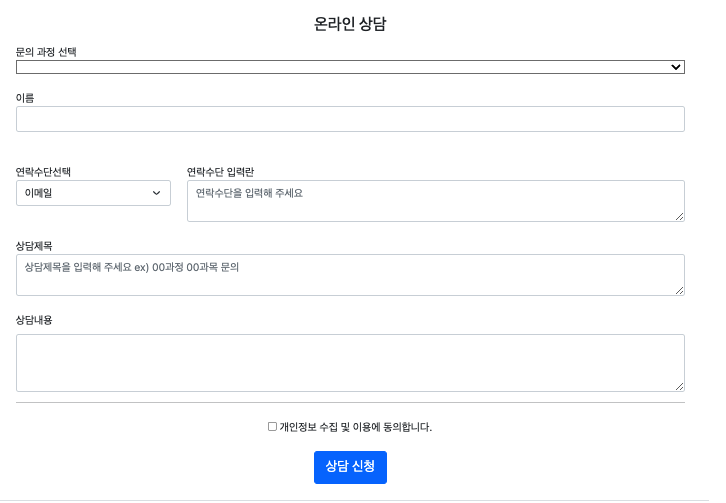 온라인 상담
문의 과정 선택
이름
연락수단선택
연락수단 입력란
이메일
연락수단을 입력해 주세요
상담제목
상담제목을 입력해 주세요 ex) 00과정 00과목 문의
상담내용
개인정보 수집 및 이용에 동의합니다.
상담 신청